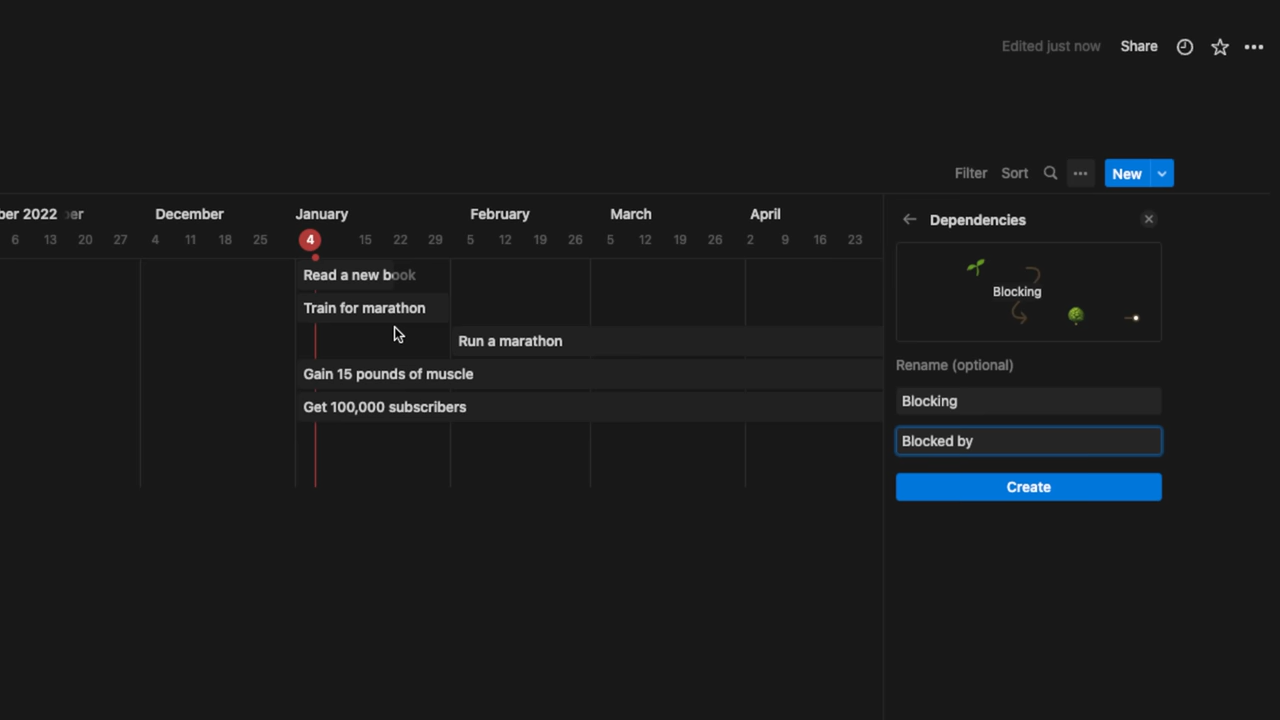 Edited just now Share
Filter Sort New
ber 2022 er December January February March April
6 13 20 27 4 11 18 25 4 15 22 29 5 12 19 26 5 12 19 26 2 9 16 23
Read a new book
Train for marathon
Run a marathon
Gain 15 pounds of muscle
Get 100,000 subscribers
Dependencies
Blocking
Rename (optional)
Blocking
Blocked by
Create